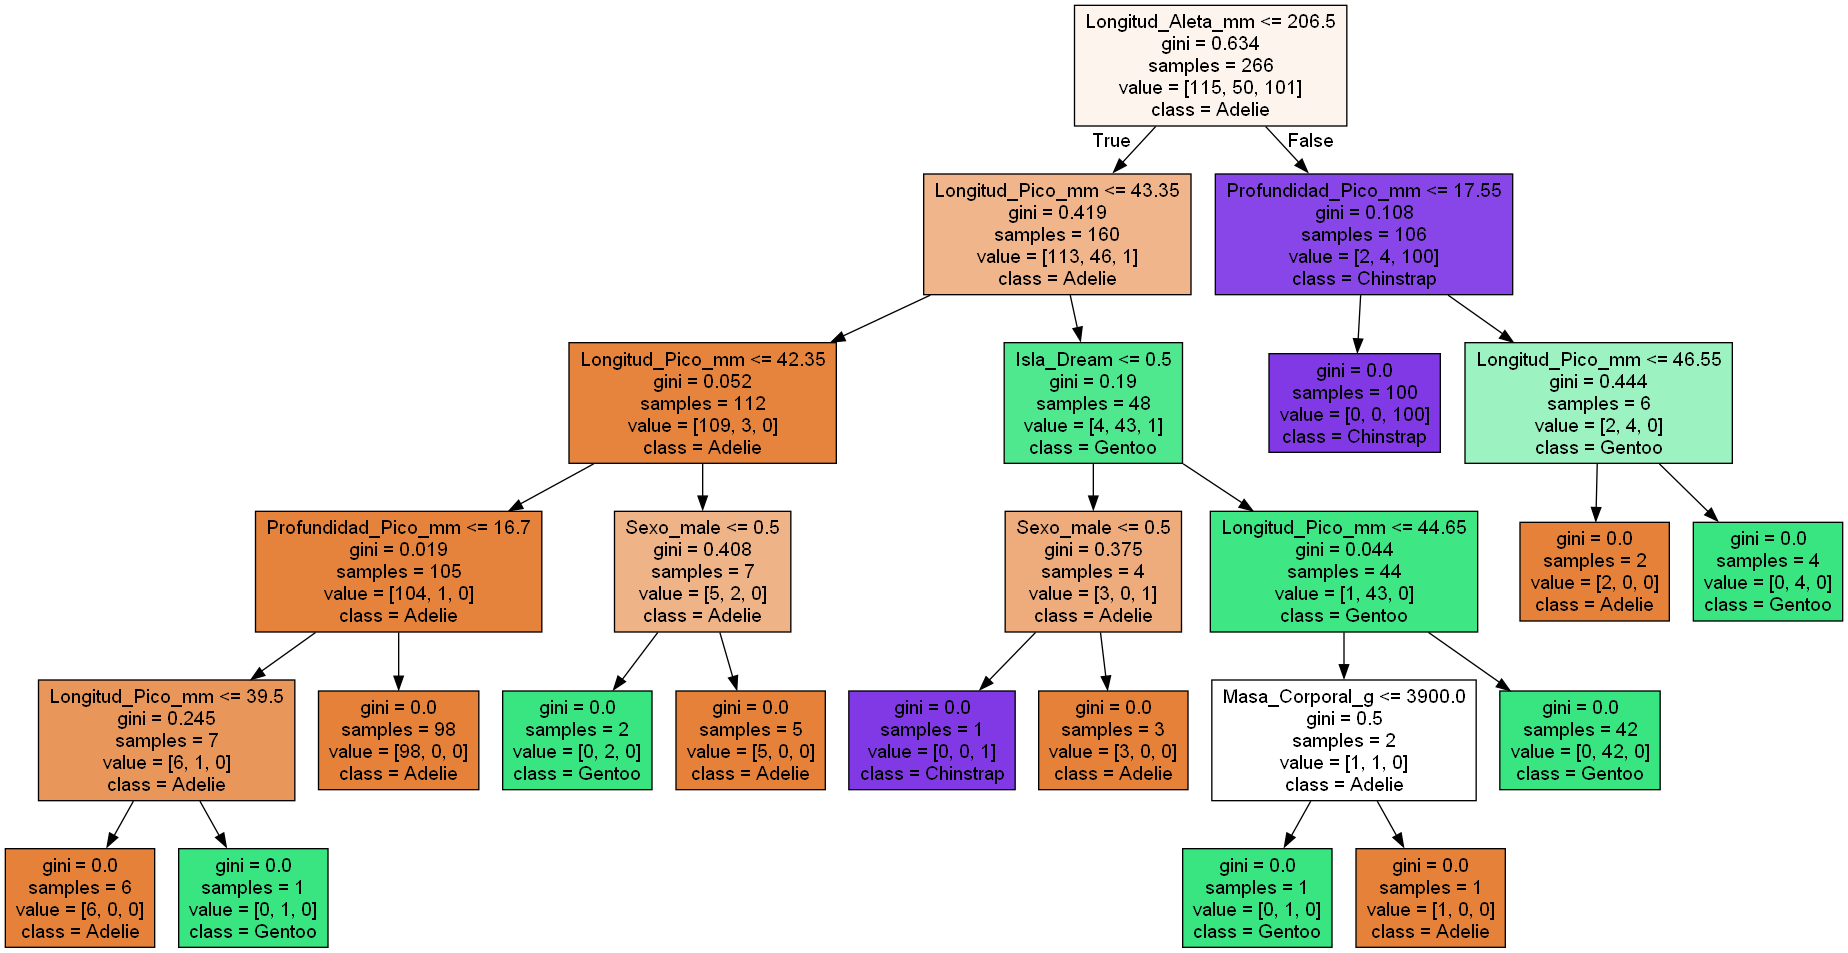 Longitud_Aleta_mm <= 206.5
gini = 0.634
samples = 266
value = [115, 50, 101]
class = Adelie
True
False
Longitud_Pico_mm <= 43.35
gini = 0.419
samples = 160
value = [113, 46, 1]
class = Adelie
Profundidad_Pico_mm <= 17.55
gini = 0.108
samples = 106
value = [2, 4, 100]
class = Chinstrap
Longitud_Pico_mm <= 42.35
gini = 0.052
samples = 112
value = [109, 3, 0]
class = Adelie
Isla_Dream <= 0.5
gini = 0.19
samples = 48
value = [4, 43, 1]
class = Gentoo
gini = 0.0
samples = 100
value = [0, 0, 100]
class = Chinstrap
Longitud_Pico_mm <= 46.55
gini = 0.444
samples = 6
value = [2, 4, 0]
class = Gentoo
Profundidad_Pico_mm <= 16.7
gini = 0.019
samples = 105
value = [104, 1, 0]
class = Adelie
Sexo_male <= 0.5
gini = 0.408
samples = 7
value = [5, 2, 0]
class = Adelie
Sexo_male <= 0.5
gini = 0.375
samples = 4
value = [3, 0, 1]
class = Adelie
Longitud_Pico_mm <= 44.65
gini = 0.044
samples = 44
value = [1, 43, 0]
class = Gentoo
gini = 0.0
samples = 2
value = [2, 0, 0]
class = Adelie
gini = 0.0
samples = 4
value = [0, 4, 0]
class = Gentoo
Longitud_Pico_mm <= 39.5
gini = 0.245
samples = 7
value = [6, 1, 0]
class = Adelie
gini = 0.0
samples = 98
value = [98, 0, 0]
class = Adelie
gini = 0.0
samples = 2
value = [0, 2, 0]
class = Gentoo
gini = 0.0
samples = 5
value = [5, 0, 0]
class = Adelie
gini = 0.0
samples = 1
value = [0, 0, 1]
class = Chinstrap
gini = 0.0
samples = 3
value = [3, 0, 0]
class = Adelie
Masa_Corporal_g <= 3900.0
gini = 0.5
samples = 2
value = [1, 1, 0]
class = Adelie
gini = 0.0
samples = 42
value = [0, 42, 0]
class = Gentoo
gini = 0.0
samples = 6
value = [6, 0, 0]
class = Adelie
gini = 0.0
samples = 1
value = [0, 1, 0]
class = Gentoo
gini = 0.0
samples = 1
value = [0, 1, 0]
class = Gentoo
gini = 0.0
samples = 1
value = [1, 0, 0]
class = Adelie